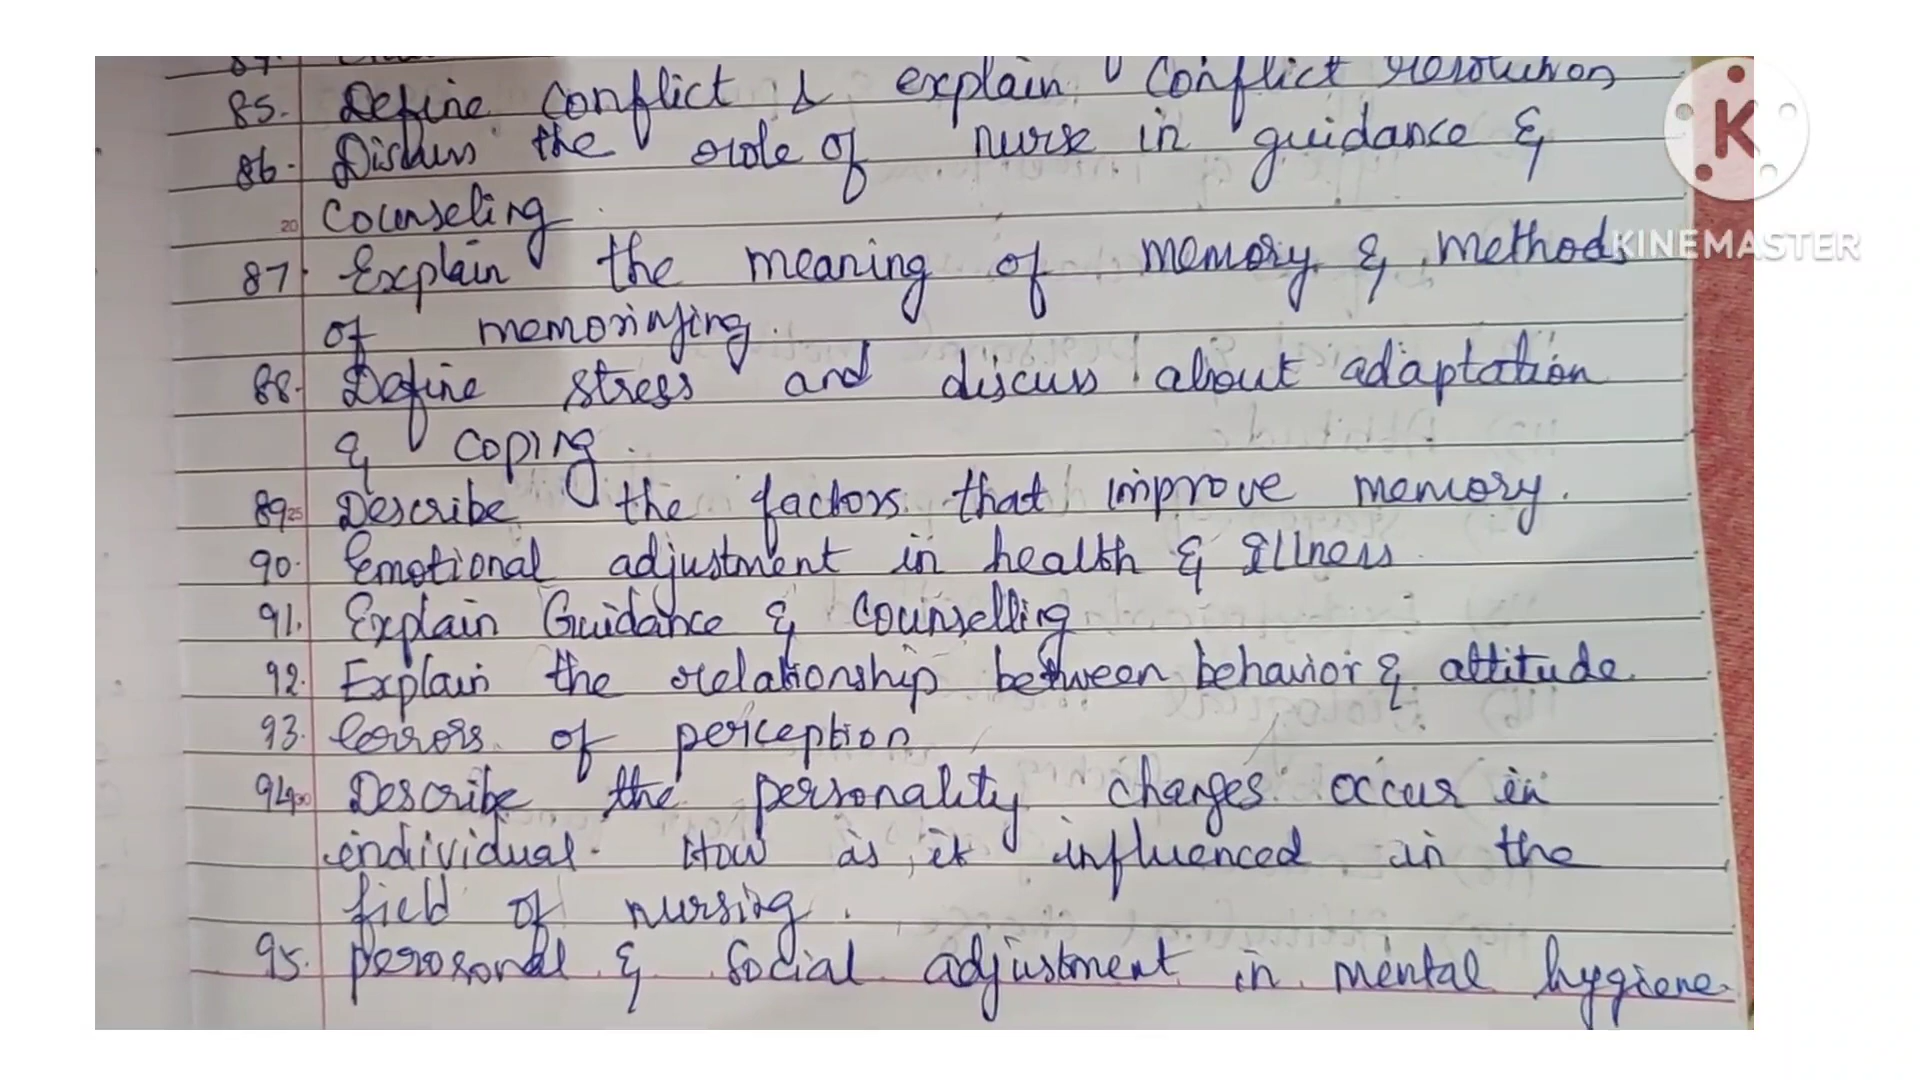 85. Define conflict & explain conflict resolution
86. Discuss the role of nurse in guidance &
20 Counseling
87. Explain the meaning of memory & methods
KINEMASTER
of memorizing.
88. Define stress and discuss about adaptation
& coping.
89. 25 Describe the factors that improve memory.
90. Emotional adjustment in health & Illness
91. Explain Guidance & Counselling
92. Explain the relationship between behavior & attitude.
93. Errors of perception
94. 30 Describe the personality changes occur in
individual. How is it influenced in the
field of nursing.
95. Personal & Social adjustment in mental hygiene.